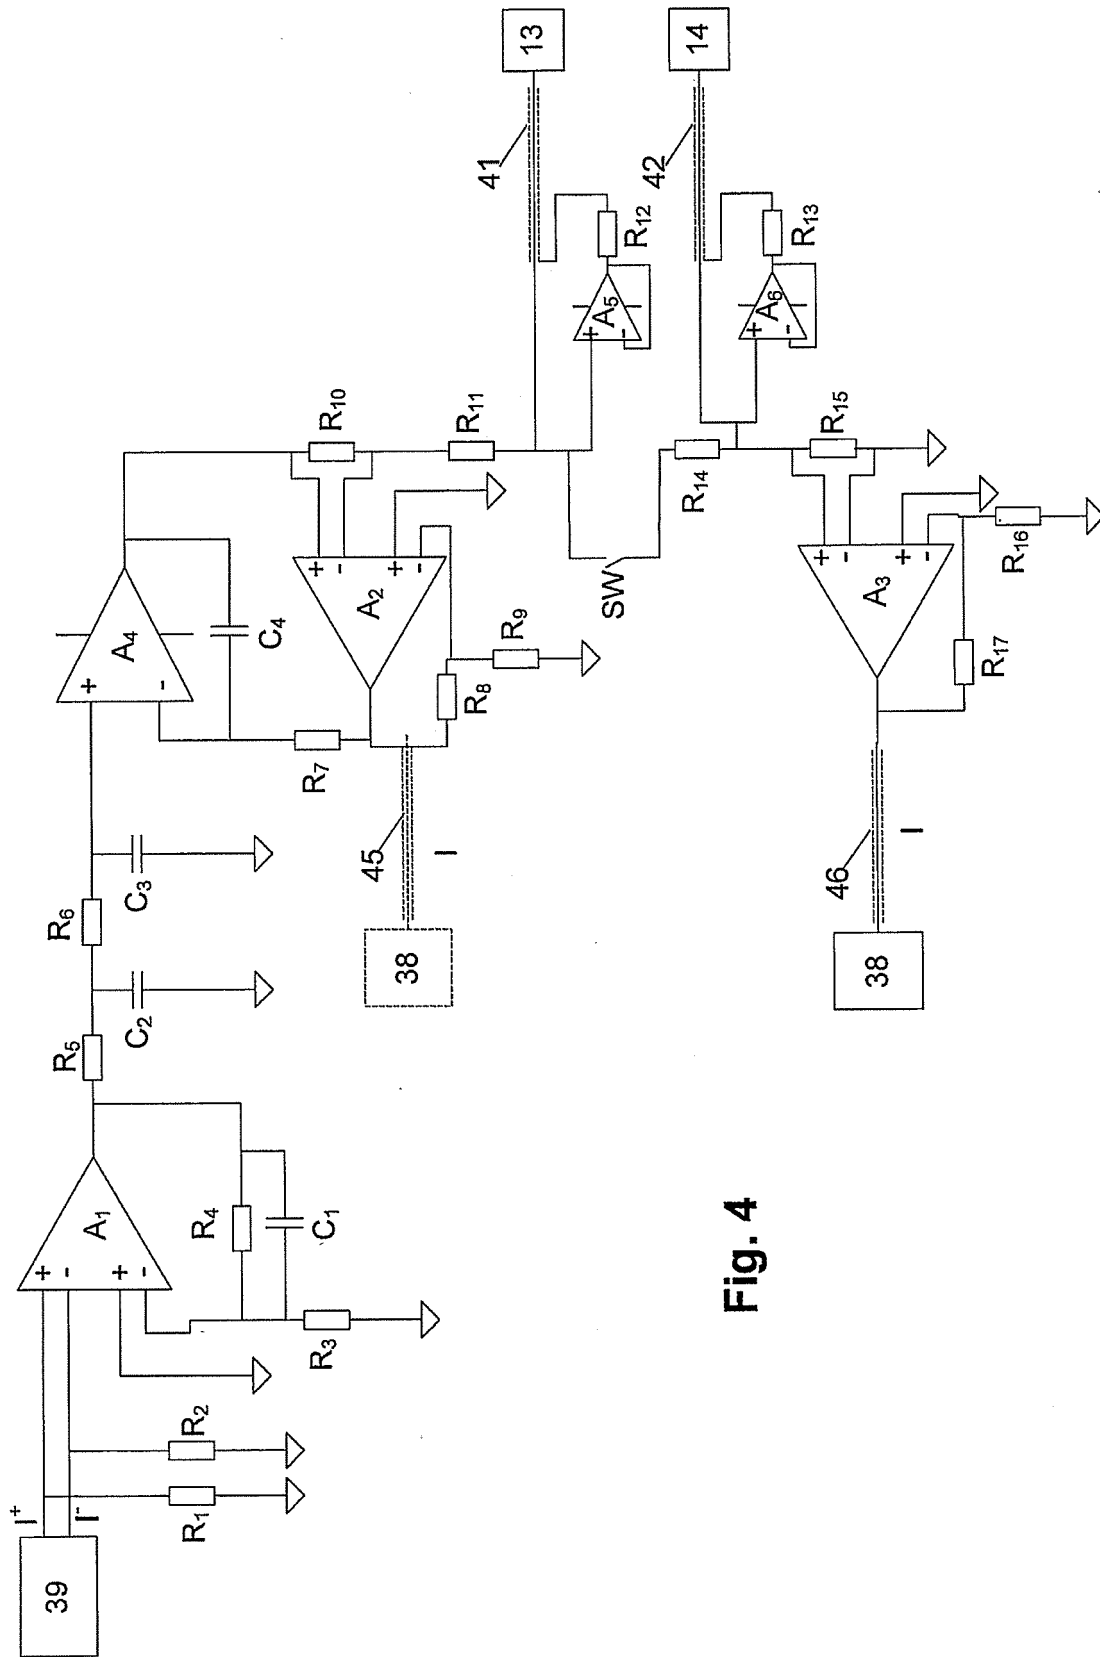 39
I+
I-
R1
R2
+
-
+
-
A1
R3
R4
C1
R5
C2
R6
C3
+
-
A4
C4
R7
38
45
I
R8
R9
+
-
+
-
A2
R10
R11
41
13
+
-
A5
R12
SW
R14
42
14
+
-
A6
R13
R15
+
-
+
-
A3
R16
R17
46
I
38
Fig. 4